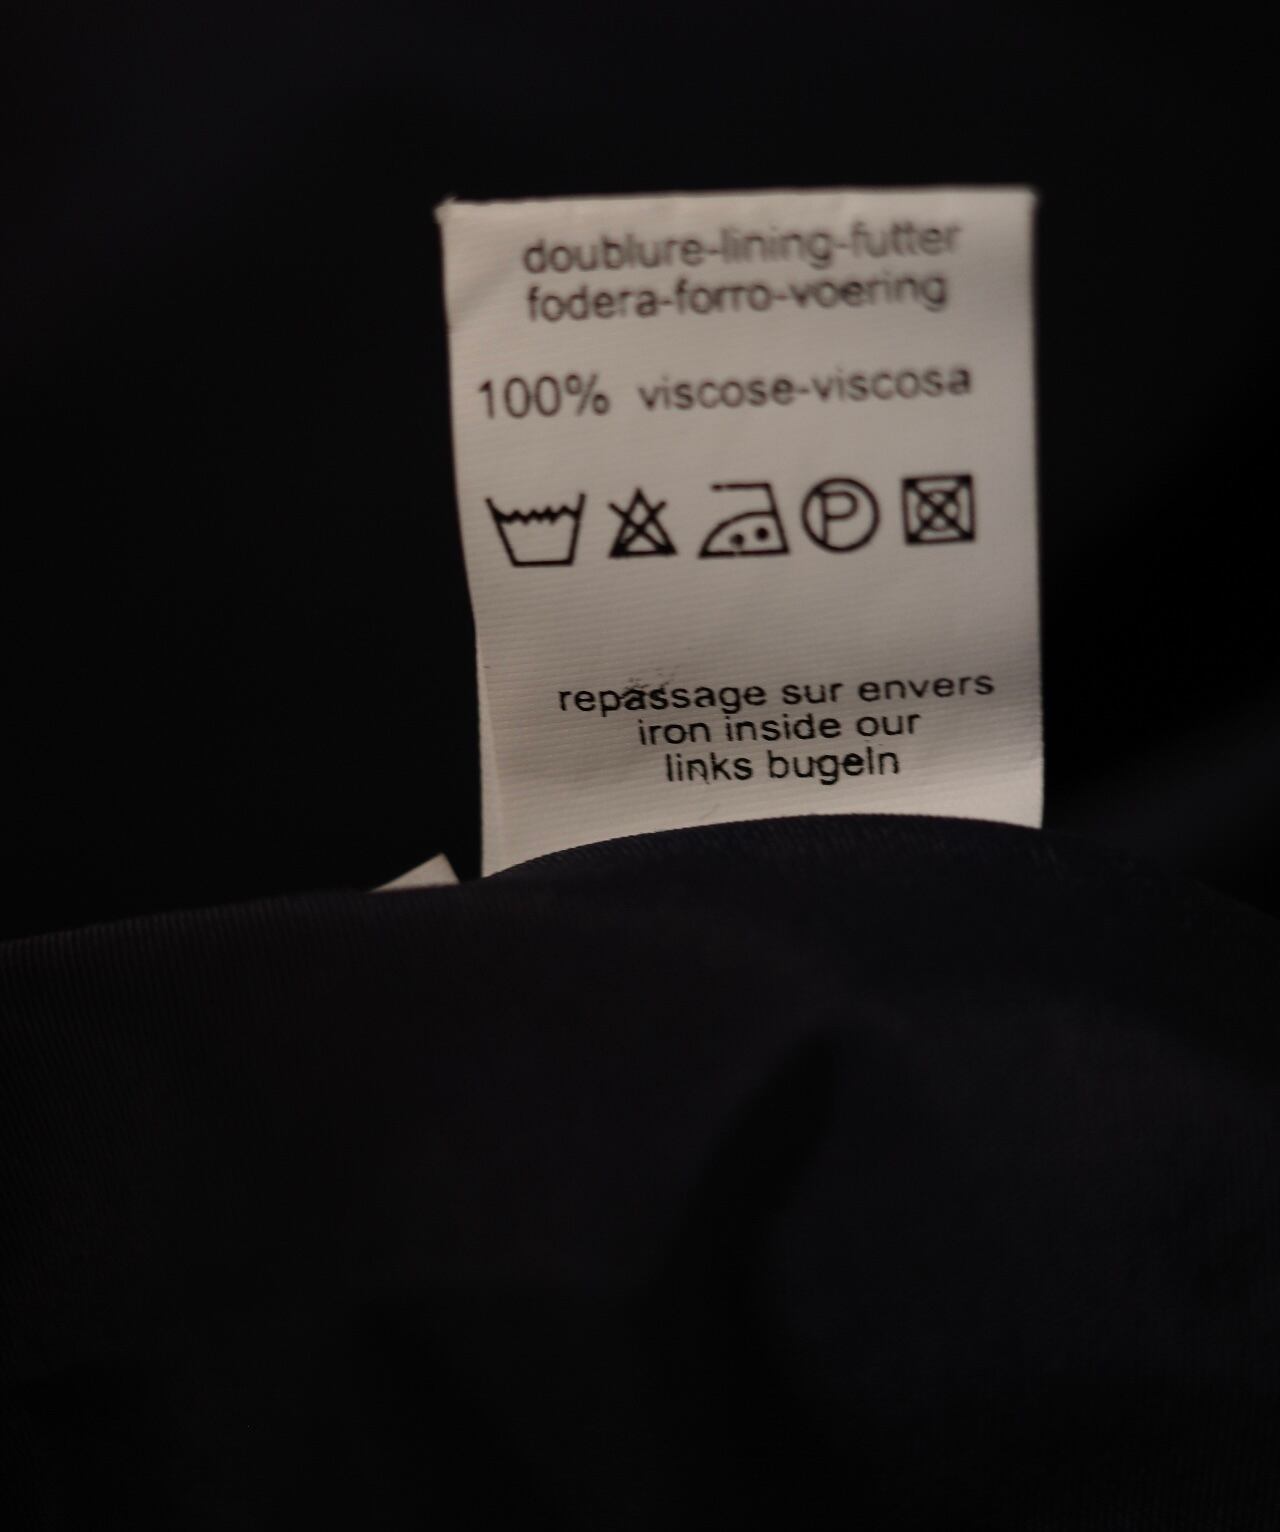 doublure-lining-futter
fodera-forro-voering
100% viscose-viscosa
P
repassage sur envers
iron inside our
links bugeln